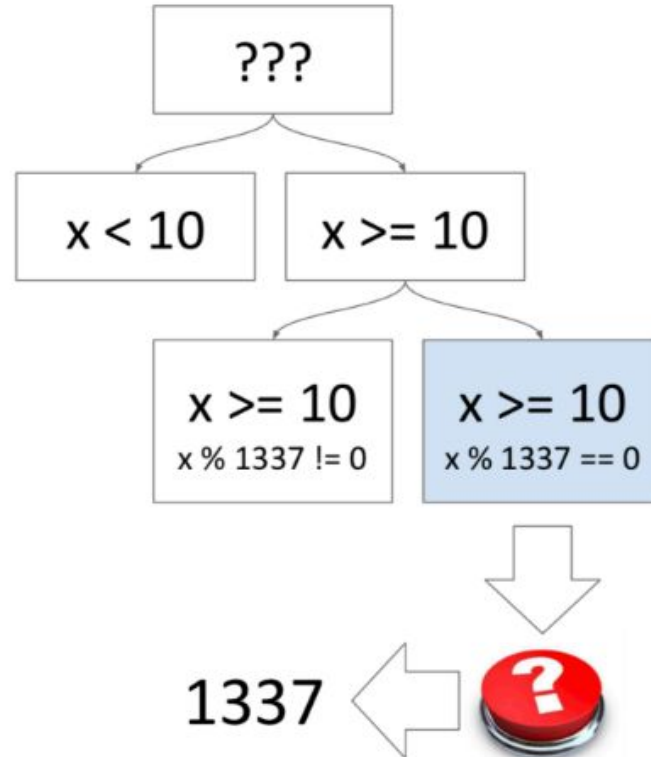 ???
x < 10
x >= 10
x >= 10
x % 1337 != 0
x >= 10
x % 1337 == 0
?
1337